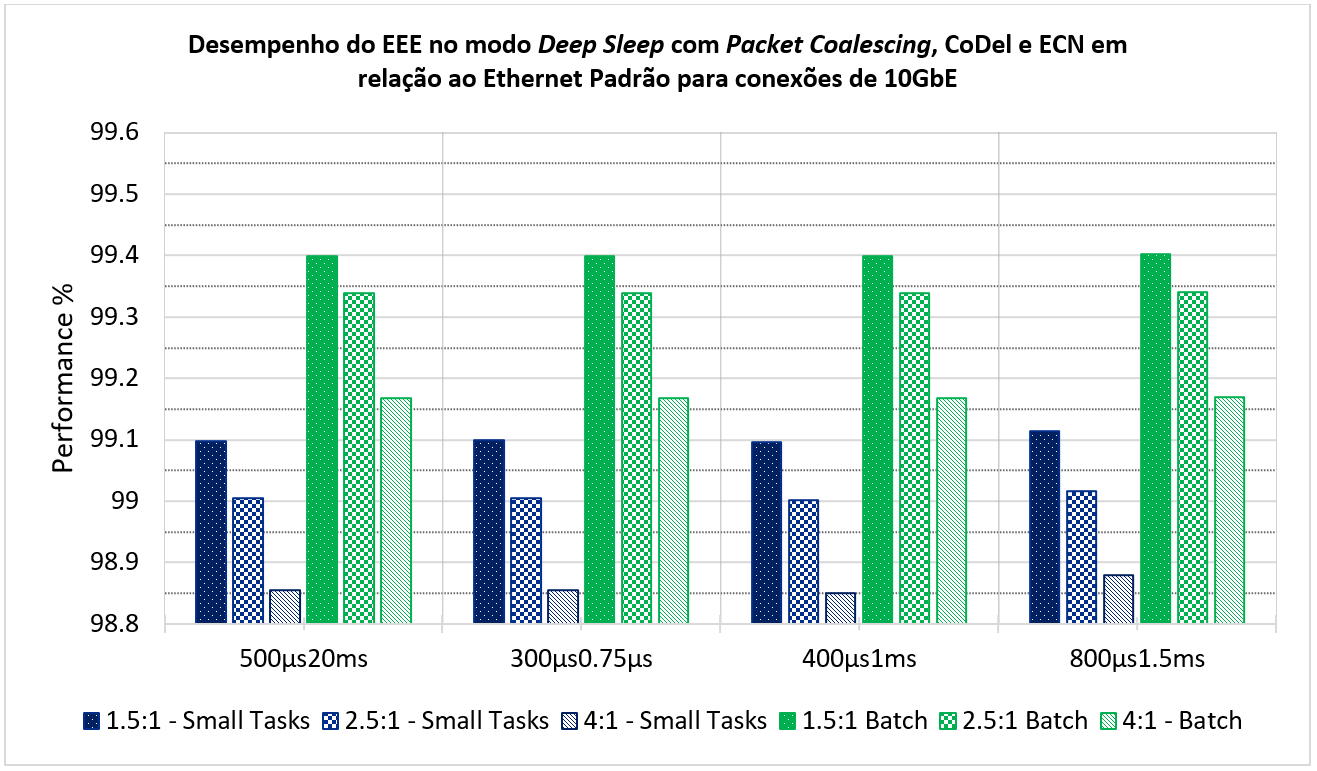 Desempenho do EEE no modo Deep Sleep com Packet Coalescing, CoDel e ECN em
relação ao Ethernet Padrão para conexões de 10GbE
99.6
99.5
99.4
99.3
99.2
99.1
99
98.9
98.8
Performance %
500µs20ms 300µs0.75µs 400µs1ms 800µs1.5ms
1.5:1 - Small Tasks 2.5:1 - Small Tasks 4:1 - Small Tasks 1.5:1 Batch 2.5:1 Batch 4:1 - Batch